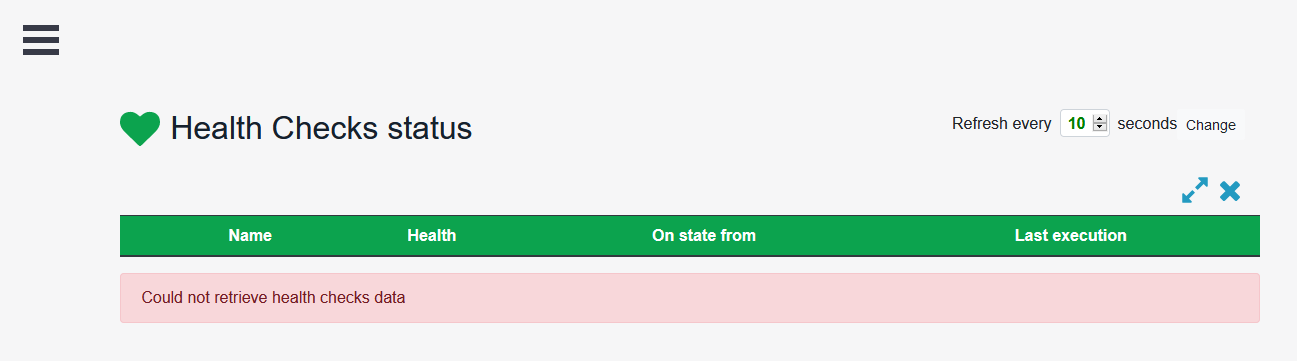 Health Checks status
Refresh every 10 seconds Change
Name Health On state from Last execution
Could not retrieve health checks data